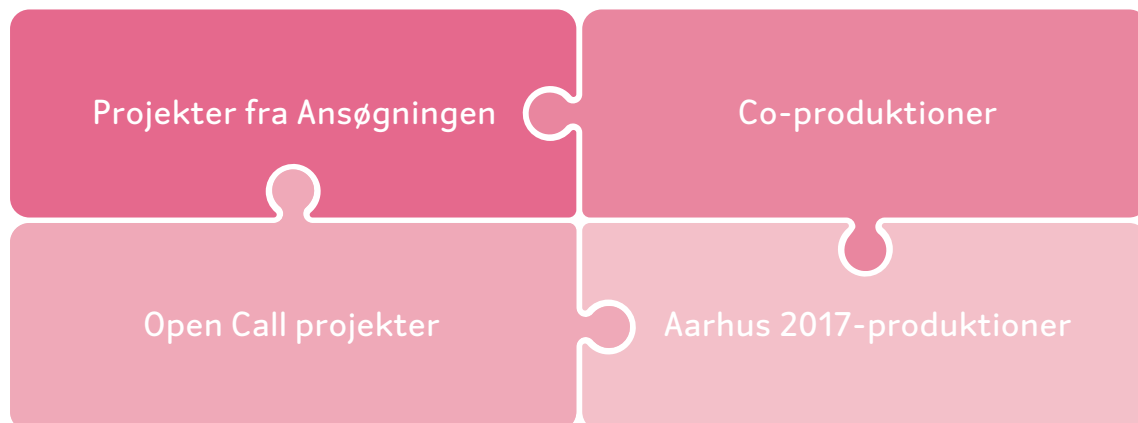 Projekter fra Ansøgningen
Co-produktioner
Open Call projekter
Aarhus 2017-produktioner